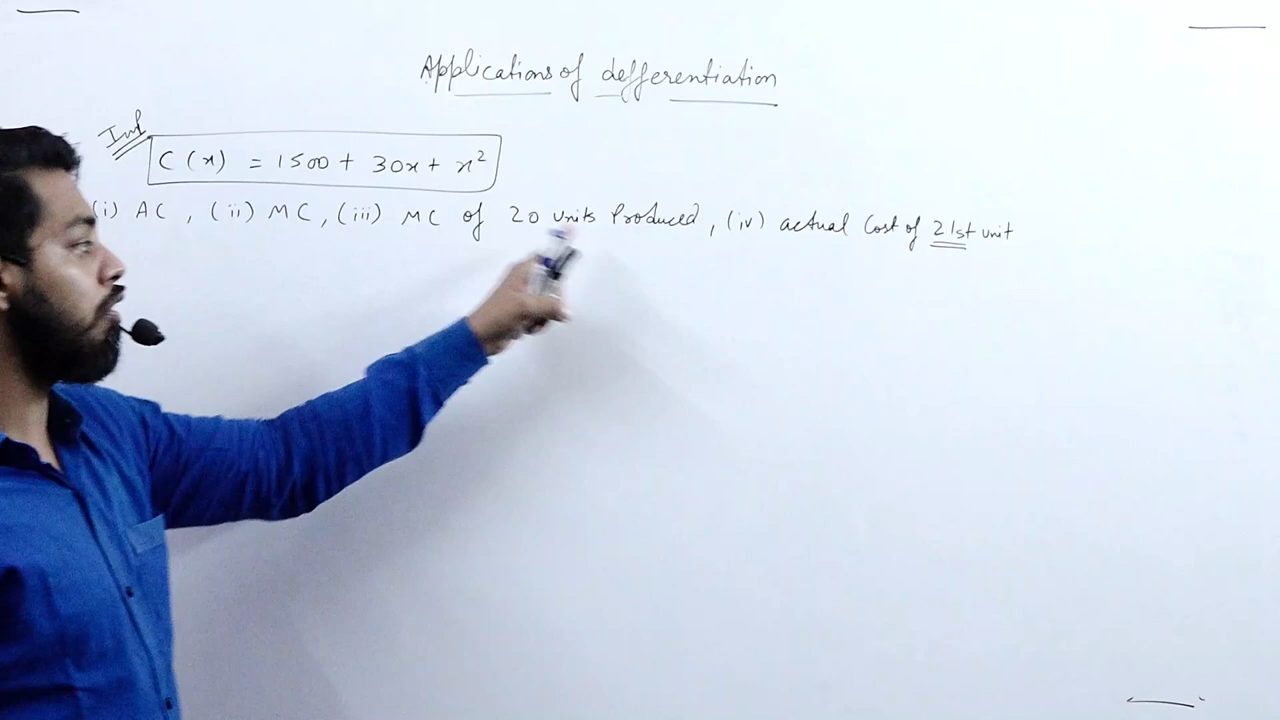 Applications of defferentiation
Imp
C(x) = 1500 + 30x + x²
(i) AC, (ii) MC, (iii) MC of 20 units Produced, (iv) actual Cost of 21st unit